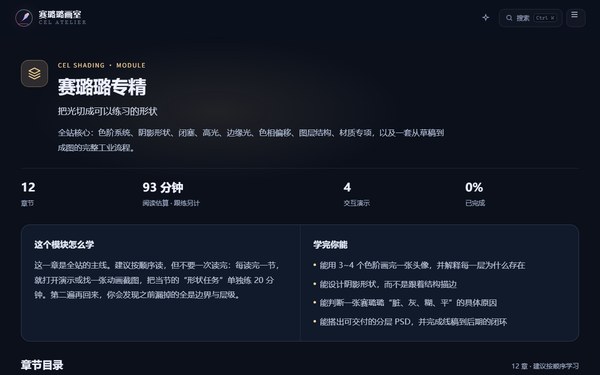 赛璐璐画室
CEL ATELIER
搜索 Ctrl K
CEL SHADING • MODULE
赛璐璐专精
把光切成可以练习的形状
全站核心：色阶系统、阴影形状、闭塞、高光、边缘光、色相偏移、图层结构、材质专项，以及一套从草稿到
成图的完整工业流程。
12
章节
93 分钟
阅读估算 · 跟练另计
4
交互演示
0%
已完成
这个模块怎么学
这一章是全站的主线。建议按顺序读，但不要一次读完：每读完一节，
就打开演示或找一张动画截图，把当节的“形状任务”单独练 20 分
钟。第二遍再回来，你会发现之前漏掉的全是边界与层级。
学完你能
能用 3~4 个色阶画完一张头像，并解释每一层为什么存在
能设计阴影形状，而不是跟着结构描边
能判断一张赛璐璐“脏、灰、糊、平”的具体原因
能搭出可交付的分层 PSD，并完成线稿到后期的闭环
章节目录
12 章 · 建议按顺序学习